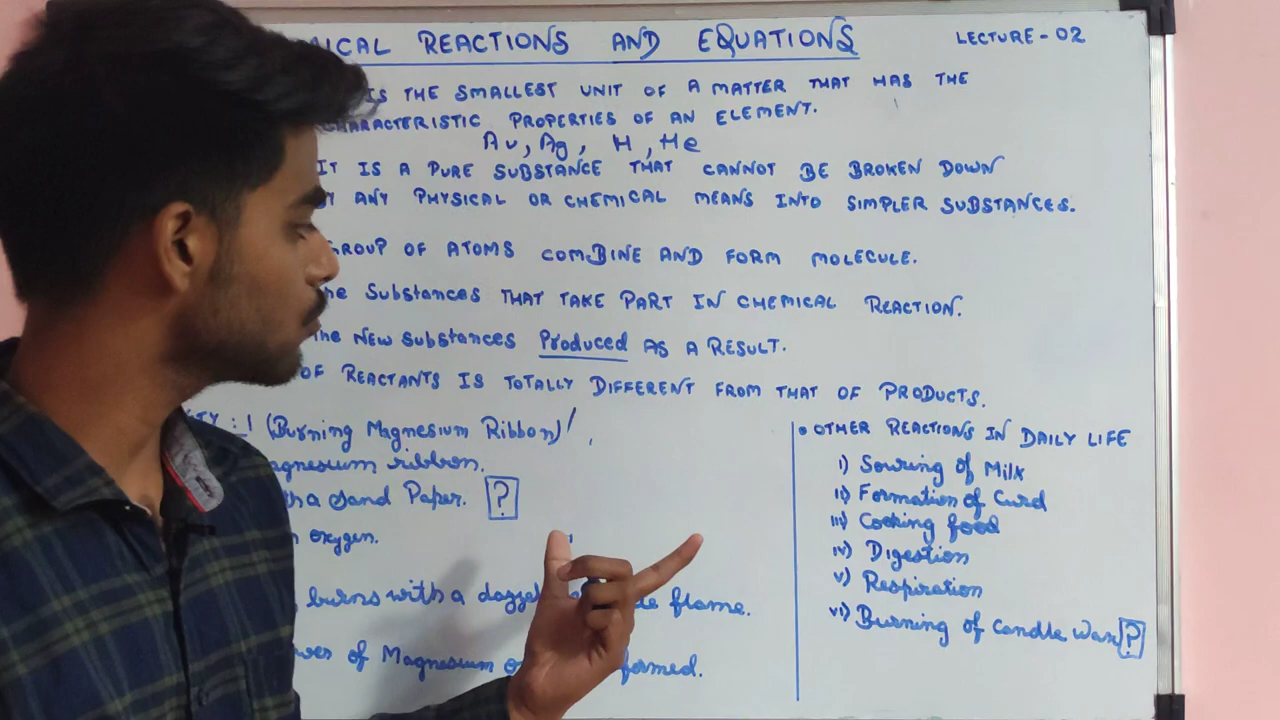 ICAL REACTIONS AND EQUATIONS
LECTURE-02
IS THE SMALLEST UNIT OF A MATTER THAT HAS THE
CHARACTERISTIC PROPERTIES OF AN ELEMENT.
Au, Ag, H, He
IT IS A PURE SUBSTANCE THAT CANNOT BE BROKEN DOWN
ANY PHYSICAL OR CHEMICAL MEANS INTO SIMPLER SUBSTANCES.
GROUP OF ATOMS COMBINE AND FORM MOLECULE.
he Substances THAT TAKE PART IN CHEMICAL REACTION.
The NEW Substances Produced AS A RESULT.
OF REACTANTS IS TOTALLY DIFFERENT FROM THAT OF PRODUCTS.
TY : 1 (Burning Magnesium Ribbon)
agnesium ribbon.
a Sand Paper. ?
oxygen.
burns with a dazzl e flame.
of Magnesium o formed.
• OTHER REACTIONS IN DAILY LIFE
i) Souring of Milk
ii) Formation of Curd
iii) Cooking food
iv) Digestion
v) Respiration
vi) Burning of Candle Wax ?